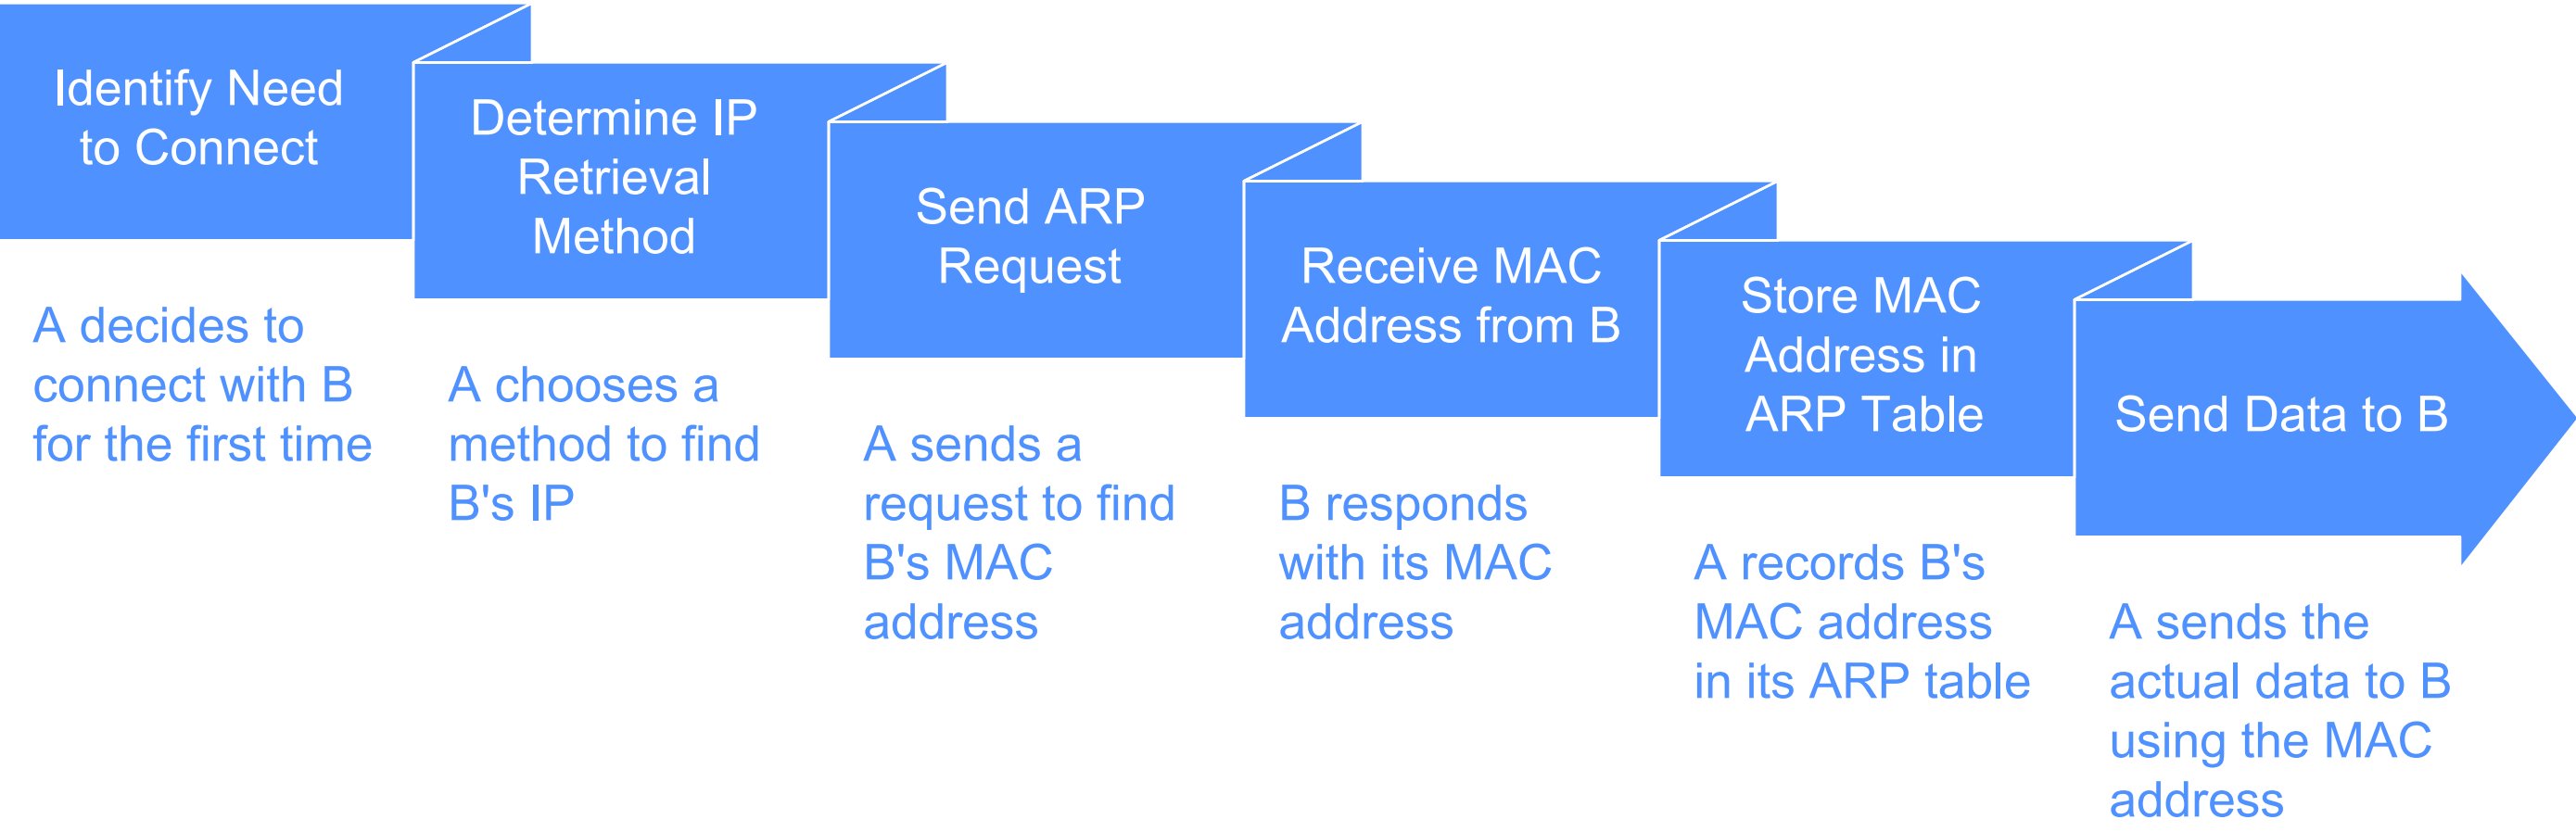 Identify Need
to Connect
A decides to
connect with B
for the first time
Determine IP
Retrieval
Method
A chooses a
method to find
B's IP
Send ARP
Request
A sends a
request to find
B's MAC
address
Receive MAC
Address from B
B responds
with its MAC
address
Store MAC
Address in
ARP Table
A records B's
MAC address
in its ARP table
Send Data to B
A sends the
actual data to B
using the MAC
address